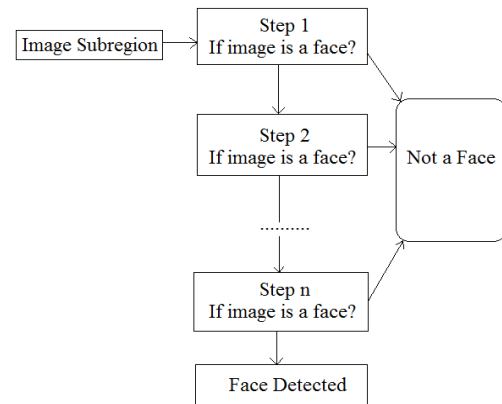 Step 1
Image Subregion
If image is a face?
Step 2
If image is a face?
Not a Face
..........
Step n
If image is a face?
Face Detected